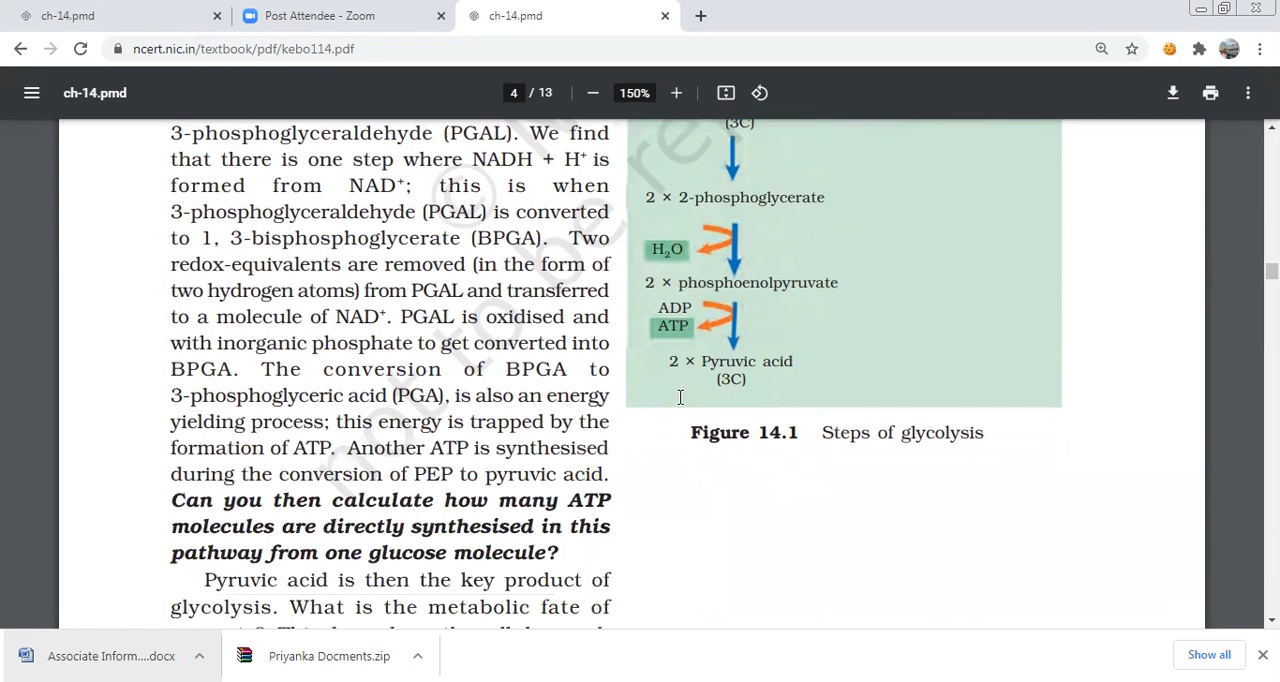 ch-14.pmd
Post Attendee - Zoom
ch-14.pmd
ncert.nic.in/textbook/pdf/kebo114.pdf
ch-14.pmd
4 / 13
150%
3-phosphoglyceraldehyde (PGAL). We find
that there is one step where NADH + H⁺ is
formed from NAD⁺; this is when
3-phosphoglyceraldehyde (PGAL) is converted
to 1, 3-bisphosphoglycerate (BPGA). Two
redox-equivalents are removed (in the form of
two hydrogen atoms) from PGAL and transferred
to a molecule of NAD⁺. PGAL is oxidised and
with inorganic phosphate to get converted into
BPGA. The conversion of BPGA to
3-phosphoglyceric acid (PGA), is also an energy
yielding process; this energy is trapped by the
formation of ATP. Another ATP is synthesised
during the conversion of PEP to pyruvic acid.
Can you then calculate how many ATP
molecules are directly synthesised in this
pathway from one glucose molecule?
Pyruvic acid is then the key product of
glycolysis. What is the metabolic fate of
(3C)
2 × 2-phosphoglycerate
H₂O
2 × phosphoenolpyruvate
ADP
ATP
2 × Pyruvic acid
(3C)
Figure 14.1 Steps of glycolysis
not to be re
Associate Inform....docx
Priyanka Docments.zip
Show all